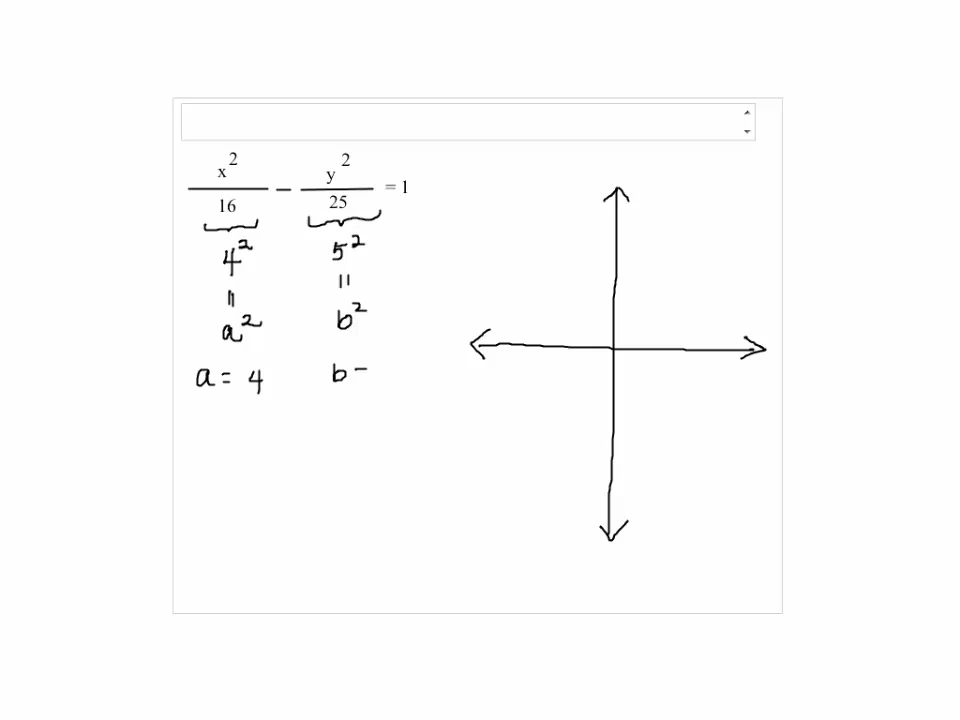 x² / 16 − y² / 25 = 1
4² 5²
= =
a² b²
a = 4 b −